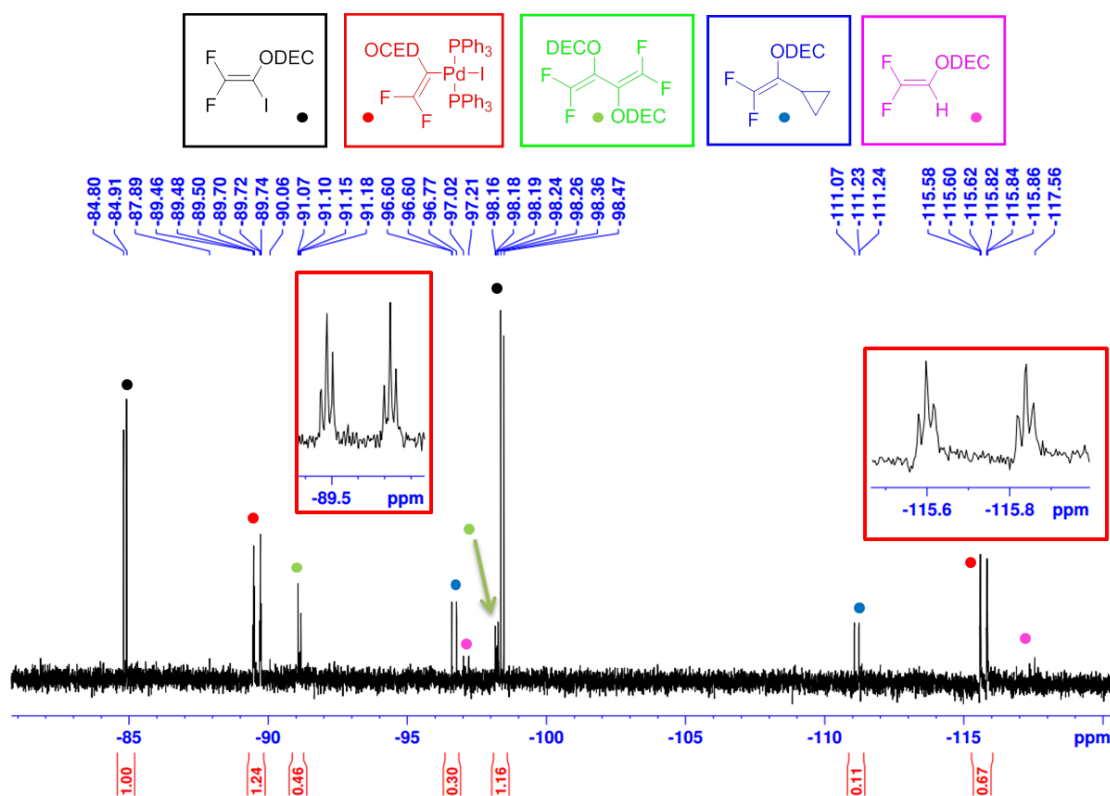 F
ODEC
F
I
OCED
PPh3
Pd-I
F
PPh3
F
DECO
F
F
F
F
ODEC
ODEC
F
F
ODEC
F
F
H
-84.80
-84.91
-87.89
-89.46
-89.48
-89.50
-89.70
-89.72
-89.74
-90.06
-91.07
-91.10
-91.15
-91.18
-96.60
-96.60
-96.77
-97.02
-97.21
-98.16
-98.18
-98.19
-98.24
-98.26
-98.36
-98.47
-111.07
-111.23
-111.24
-115.58
-115.60
-115.62
-115.82
-115.84
-115.86
-117.56
-89.5 ppm
-115.6 -115.8 ppm
-85 -90 -95 -100 -105 -110 -115 ppm
1.00
1.24
0.46
0.30
1.16
0.11
0.67